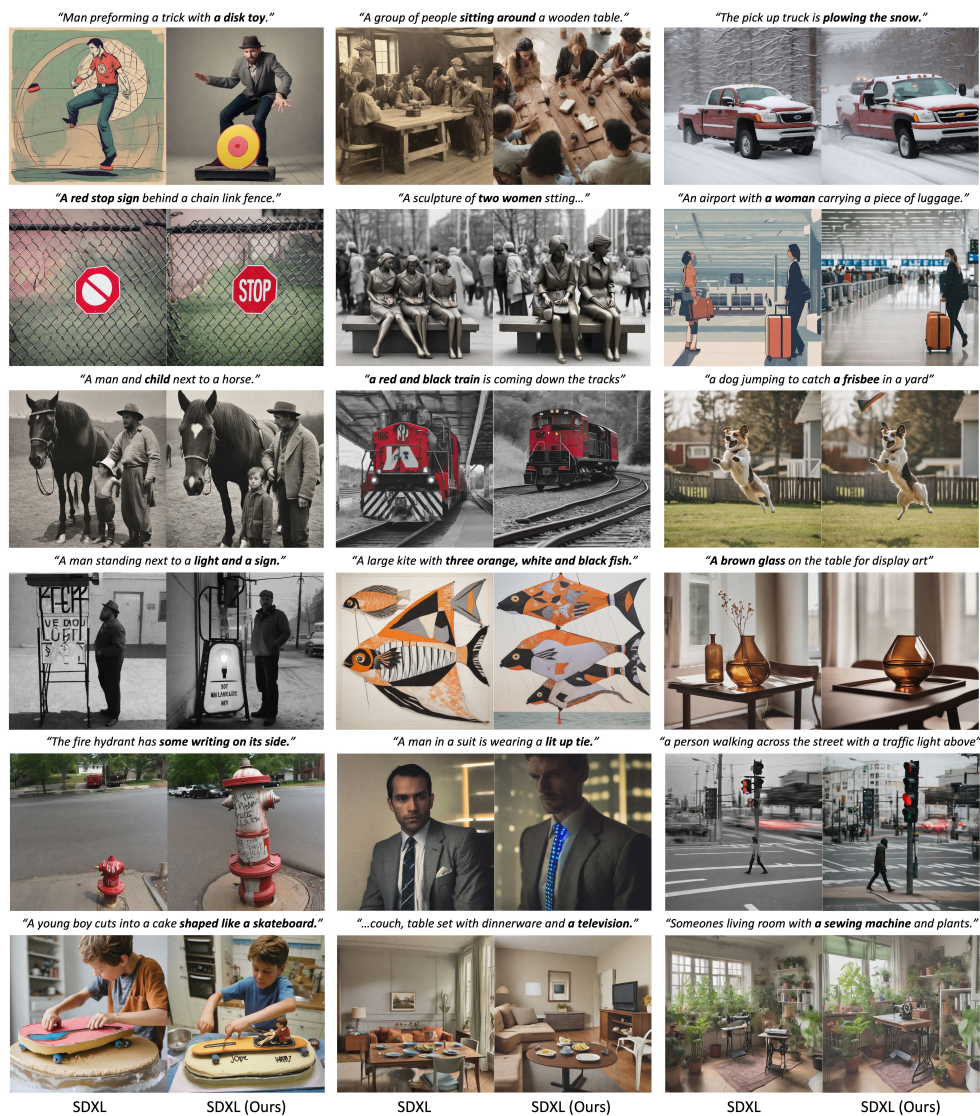 “Man preforming a trick with a disk toy.”
“A group of people sitting around a wooden table.”
“The pick up truck is plowing the snow.”
“A red stop sign behind a chain link fence.”
“A sculpture of two women stting…”
“An airport with a woman carrying a piece of luggage.”
STOP
“A man and child next to a horse.”
“a red and black train is coming down the tracks”
“a dog jumping to catch a frisbee in a yard”
“A man standing next to a light and a sign.”
“A large kite with three orange, white and black fish.”
“A brown glass on the table for display art”
“The fire hydrant has some writing on its side.”
“A man in a suit is wearing a lit up tie.”
“a person walking across the street with a traffic light above”
“A young boy cuts into a cake shaped like a skateboard.”
“…couch, table set with dinnerware and a television.”
“Someones living room with a sewing machine and plants.”
SDXL
SDXL (Ours)
SDXL
SDXL (Ours)
SDXL
SDXL (Ours)